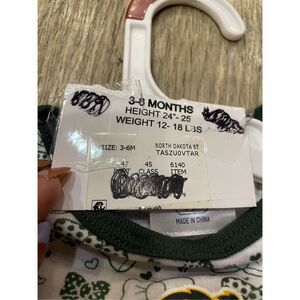 3-6 MONTHS
HEIGHT 24"- 25
WEIGHT 12- 18 LBS
SIZE: 3-6M
NORTH DAKOTA ST
TASZUOVTAR
45 6140
CLASS ITEM
MADE IN CHINA